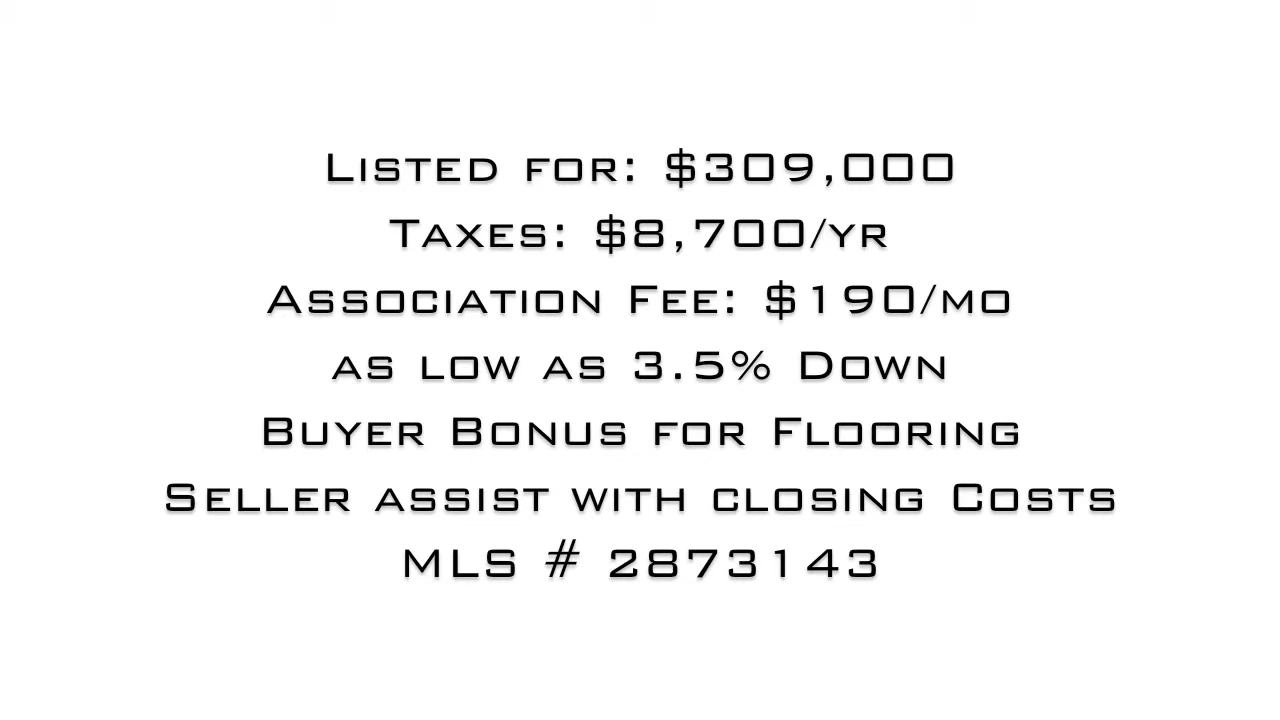 Listed for: $309,000
Taxes: $8,700/yr
Association Fee: $190/mo
as low as 3.5% Down
Buyer Bonus for Flooring
Seller assist with closing Costs
MLS # 2873143